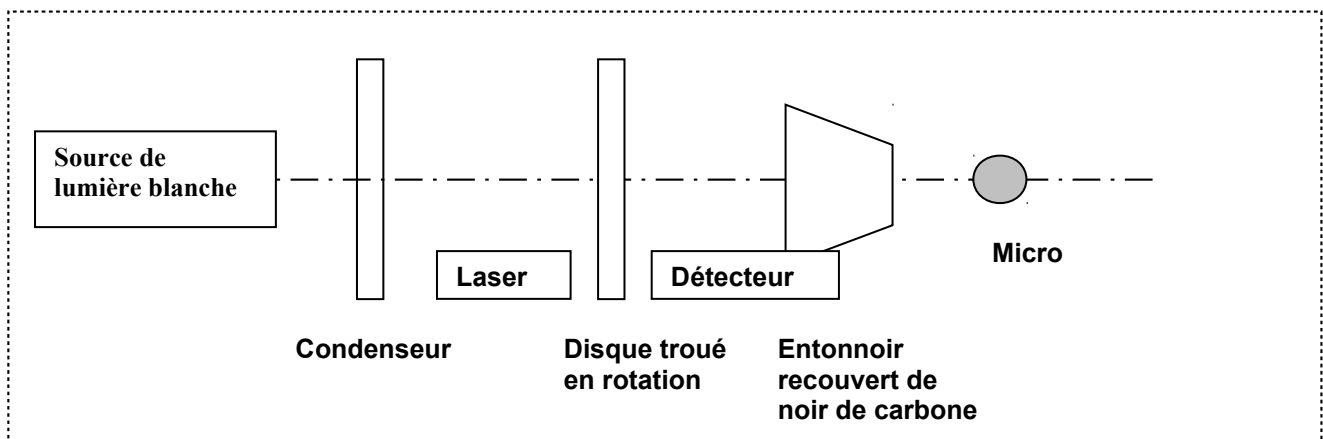 Source de
lumière blanche
Laser
Détecteur
Micro
Condenseur
Disque troué
en rotation
Entonnoir
recouvert de
noir de carbone